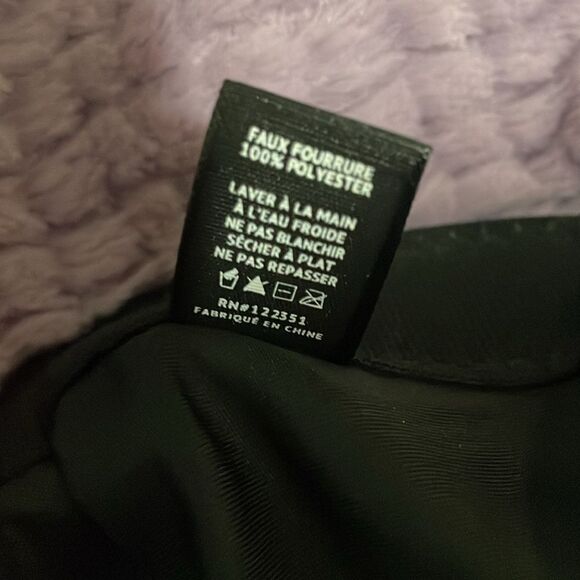 FAUX FOURRURE
100% POLYESTER
LAVER À LA MAIN
À L'EAU FROIDE
NE PAS BLANCHIR
SÉCHER À PLAT
NE PAS REPASSER
RN#122351
FABRIQUÉ EN CHINE